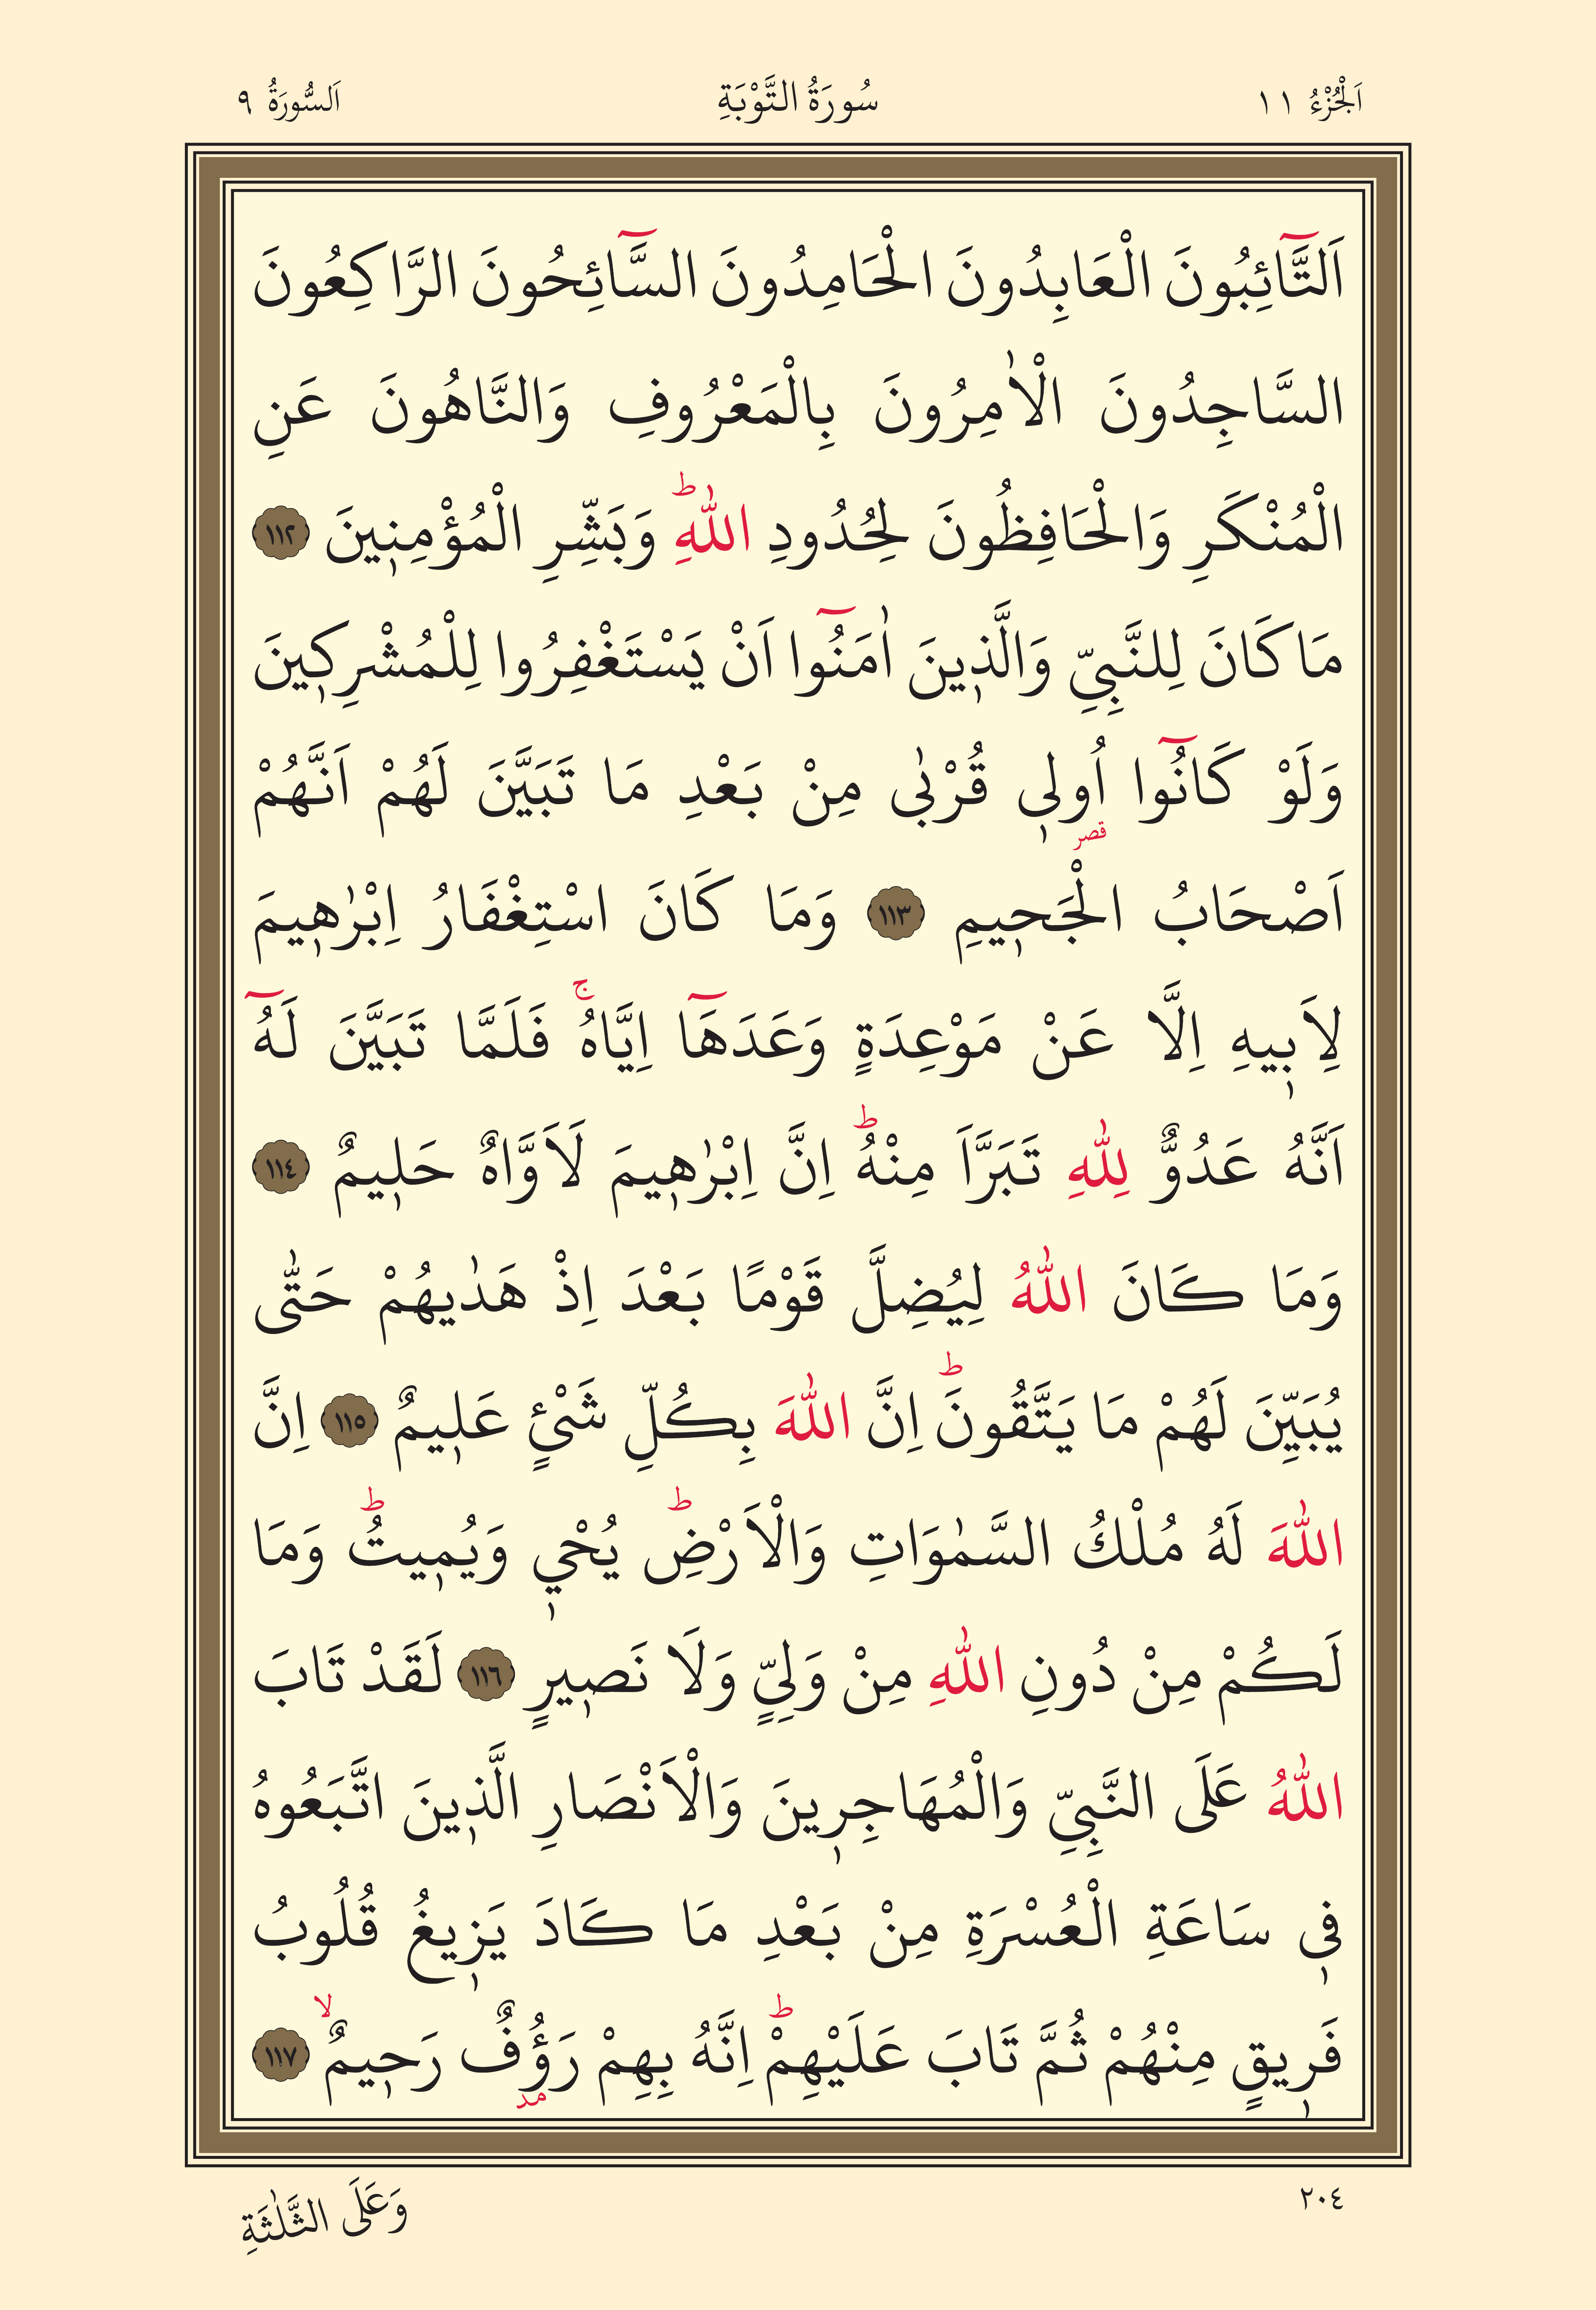 اَلْجُزْءُ ١١
سُورَةُ التَّوْبَةِ
اَلسُّورَةُ ٩
اَلتَّٓائِبُونَ الْعَابِدُونَ الْحَامِدُونَ السَّٓائِحُونَ الرَّاكِعُونَ
السَّاجِدُونَ الْاٰمِرُونَ بِالْمَعْرُوفِ وَالنَّاهُونَ عَنِ
الْمُنْكَرِ وَالْحَافِظُونَ لِحُدُودِ اللّٰهِؕ وَبَشِّرِ الْمُؤْمِنٖينَ ١١٢
مَا كَانَ لِلنَّبِيِّ وَالَّذٖينَ اٰمَنُٓوا اَنْ يَسْتَغْفِرُوا لِلْمُشْرِكٖينَ
وَلَوْ كَانُٓوا اُولٖى قُرْبٰى مِنْ بَعْدِ مَا تَبَيَّنَ لَهُمْ اَنَّهُمْ
قصر
اَصْحَابُ الْجَحٖيمِ ١١٣ وَمَا كَانَ اسْتِغْفَارُ اِبْرٰهٖيمَ
لِاَبٖيهِ اِلَّا عَنْ مَوْعِدَةٍ وَعَدَهَٓا اِيَّاهُۚ فَلَمَّا تَبَيَّنَ لَهُٓ
اَنَّهُ عَدُوٌّ لِلّٰهِ تَبَرَّاَ مِنْهُؕ اِنَّ اِبْرٰهٖيمَ لَاَوَّاهٌ حَلٖيمٌ ١١٤
وَمَا كَانَ اللّٰهُ لِيُضِلَّ قَوْمًا بَعْدَ اِذْ هَدٰيهُمْ حَتّٰى
يُبَيِّنَ لَهُمْ مَا يَتَّقُونَؕ اِنَّ اللّٰهَ بِكُلِّ شَيْءٍ عَلٖيمٌ ١١٥ اِنَّ
اللّٰهَ لَهُ مُلْكُ السَّمٰوَاتِ وَالْاَرْضِؕ يُحْيٖ وَيُمٖيتُؕ وَمَا
لَكُمْ مِنْ دُونِ اللّٰهِ مِنْ وَلِيٍّ وَلَا نَصٖيرٍ ١١٦ لَقَدْ تَابَ
اللّٰهُ عَلَى النَّبِيِّ وَالْمُهَاجِرٖينَ وَالْاَنْصَارِ الَّذٖينَ اتَّبَعُوهُ
فٖى سَاعَةِ الْعُسْرَةِ مِنْ بَعْدِ مَا كَادَ يَزٖيغُ قُلُوبُ
فَرٖيقٍ مِنْهُمْ ثُمَّ تَابَ عَلَيْهِمْؕ اِنَّهُ بِهِمْ رَؤُفٌ رَحٖيمٌۙ ١١٧
مد
٢٠٤
وَعَلَى الثَّلٰثَةِ